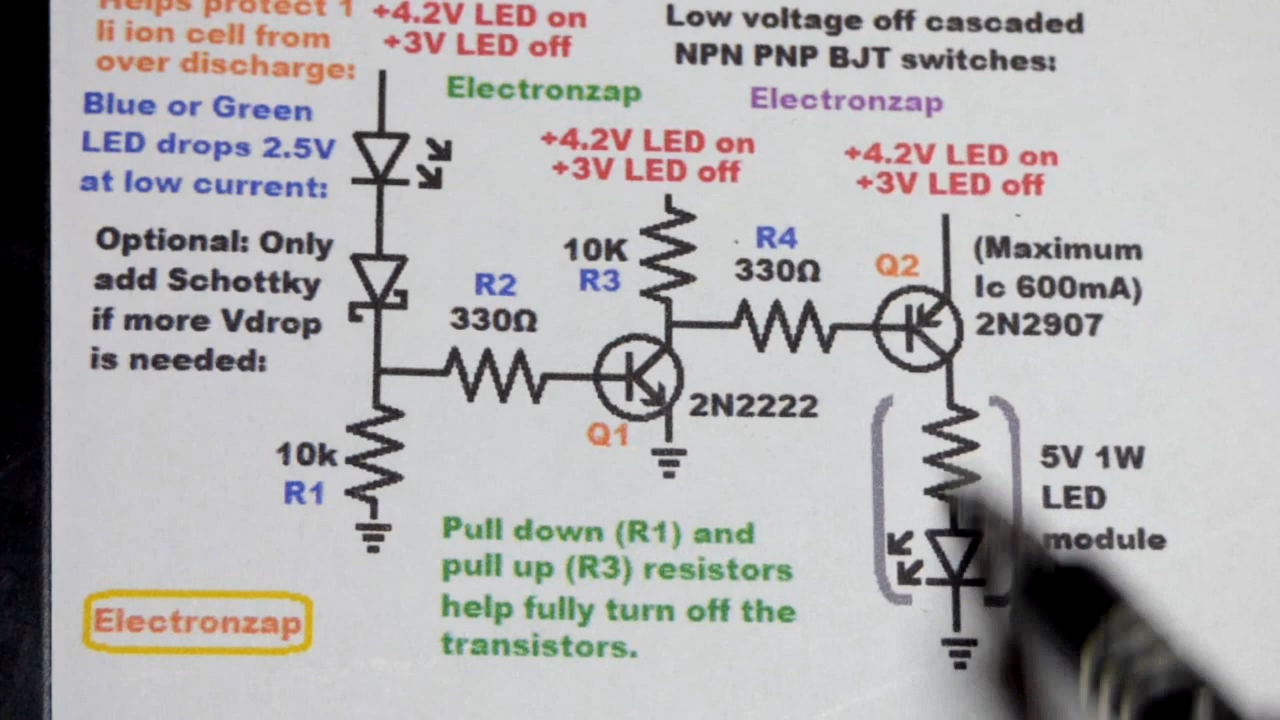 Helps protect 1
li ion cell from
over discharge:
+4.2V LED on
+3V LED off
Low voltage off cascaded
NPN PNP BJT switches:
Electronzap
Electronzap
Blue or Green
LED drops 2.5V
at low current:
+4.2V LED on
+3V LED off
+4.2V LED on
+3V LED off
Optional: Only
add Schottky
if more Vdrop
is needed:
R2
330Ω
10K
R3
R4
330Ω
Q2
(Maximum
Ic 600mA)
2N2907
2N2222
Q1
10k
R1
5V 1W
LED
module
Pull down (R1) and
pull up (R3) resistors
help fully turn off the
transistors.
Electronzap